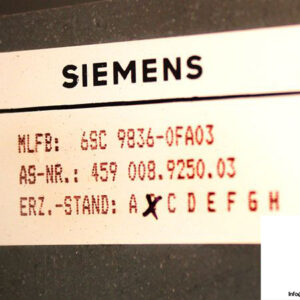 SIEMENS
MLFB: 6SC 9836-0FA03
AS-NR.: 459 008.9250.03
ERZ.-STAND: A X C D E F G H